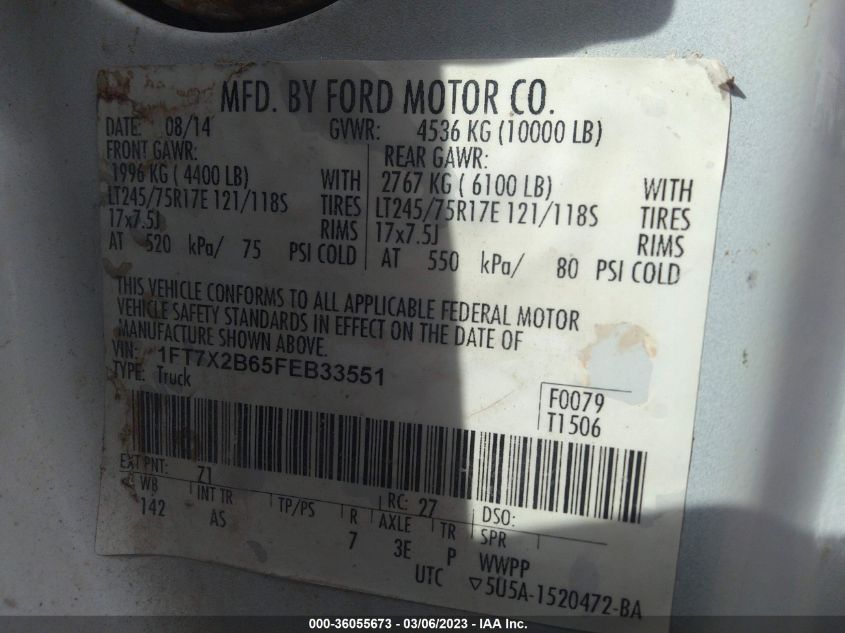 MFD. BY FORD MOTOR CO.
DATE: 08/14 GVWR: 4536 KG (10000 LB)
FRONT GAWR: REAR GAWR:
1996 KG ( 4400 LB) WITH 2767 KG ( 6100 LB) WITH
LT245/75R17E 121/118S TIRES LT245/75R17E 121/118S TIRES
17x7.5J RIMS 17x7.5J RIMS
AT 520 kPa/ 75 PSI COLD AT 550 kPa/ 80 PSI COLD
THIS VEHICLE CONFORMS TO ALL APPLICABLE FEDERAL MOTOR
VEHICLE SAFETY STANDARDS IN EFFECT ON THE DATE OF
MANUFACTURE SHOWN ABOVE.
VIN: 1FT7X2B65FEB33551
TYPE: Truck
F0079
T1506
EXT PNT: 71 RC: 27 DSO:
WB INT TR TP/PS R AXLE TR SPR
142 AS 7 3E P WWPP
UTC ▽5U5A-1520472-BA
000-36055673 - 03/06/2023 - #IAA Inc.